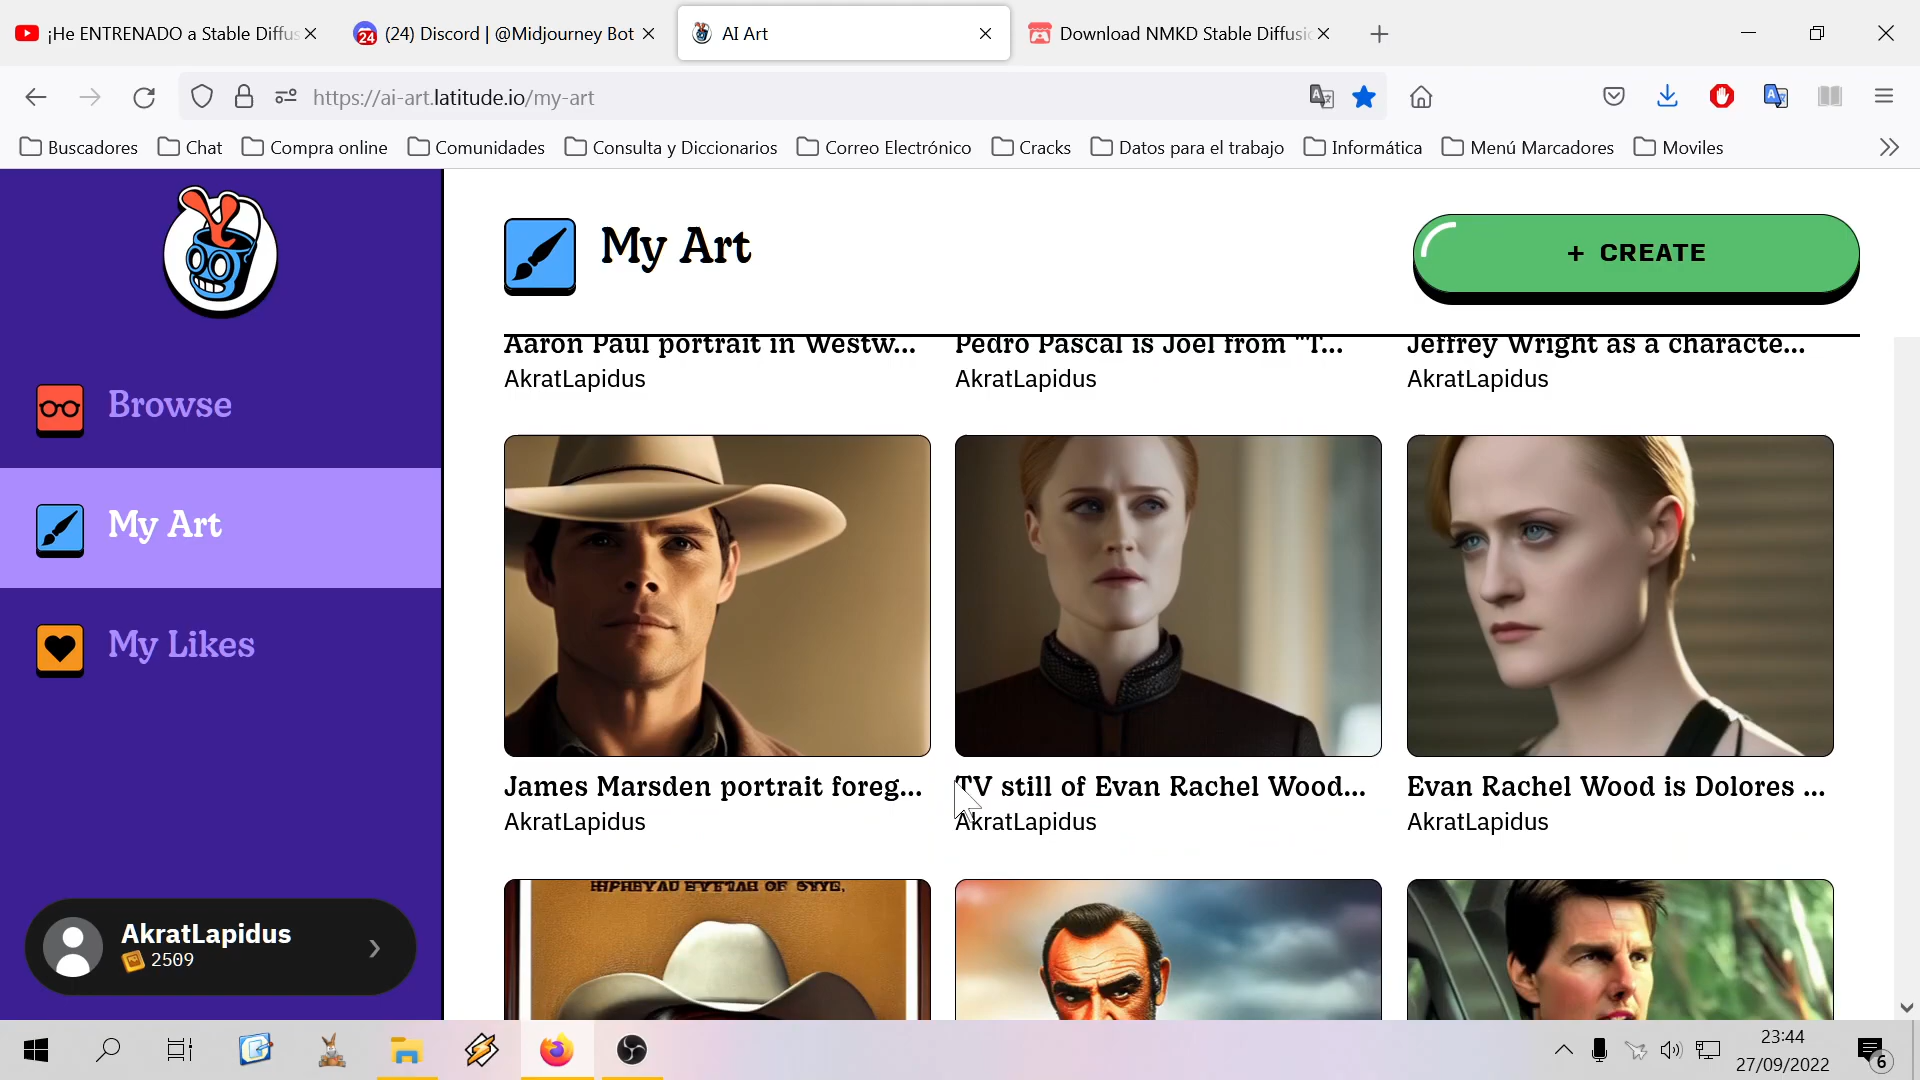 ¡He ENTRENADO a Stable Diffus
(24) Discord | @Midjourney Bot
AI Art
Download NMKD Stable Diffusi
https://ai-art.latitude.io/my-art
Buscadores
Chat
Compra online
Comunidades
Consulta y Diccionarios
Correo Electrónico
Cracks
Datos para el trabajo
Informática
Menú Marcadores
Moviles
My Art
+ CREATE
Browse
My Art
My Likes
Aaron Paul portrait in Westw...
Pedro Pascal is Joel from "T...
Jeffrey Wright as a characte...
AkratLapidus
AkratLapidus
AkratLapidus
James Marsden portrait foreg...
TV still of Evan Rachel Wood...
Evan Rachel Wood is Dolores ...
AkratLapidus
AkratLapidus
AkratLapidus
AkratLapidus
2509
23:44
27/09/2022
6